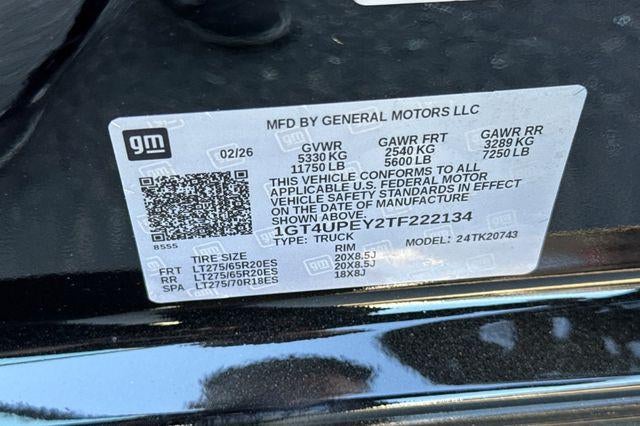 MFD BY GENERAL MOTORS LLC
gm
02/26 GVWR GAWR FRT GAWR RR
5330 KG 2540 KG 3289 KG
11750 LB 5600 LB 7250 LB
THIS VEHICLE CONFORMS TO ALL
APPLICABLE U.S. FEDERAL MOTOR
VEHICLE SAFETY STANDARDS IN EFFECT
ON THE DATE OF MANUFACTURE
SHOWN ABOVE.
1GT4UPEY2TF222134
TYPE: TRUCK MODEL: 24TK20743
8555
TIRE SIZE RIM
FRT LT275/65R20ES 20X8.5J
RR LT275/65R20ES 20X8.5J
SPA LT275/70R18ES 18X8J